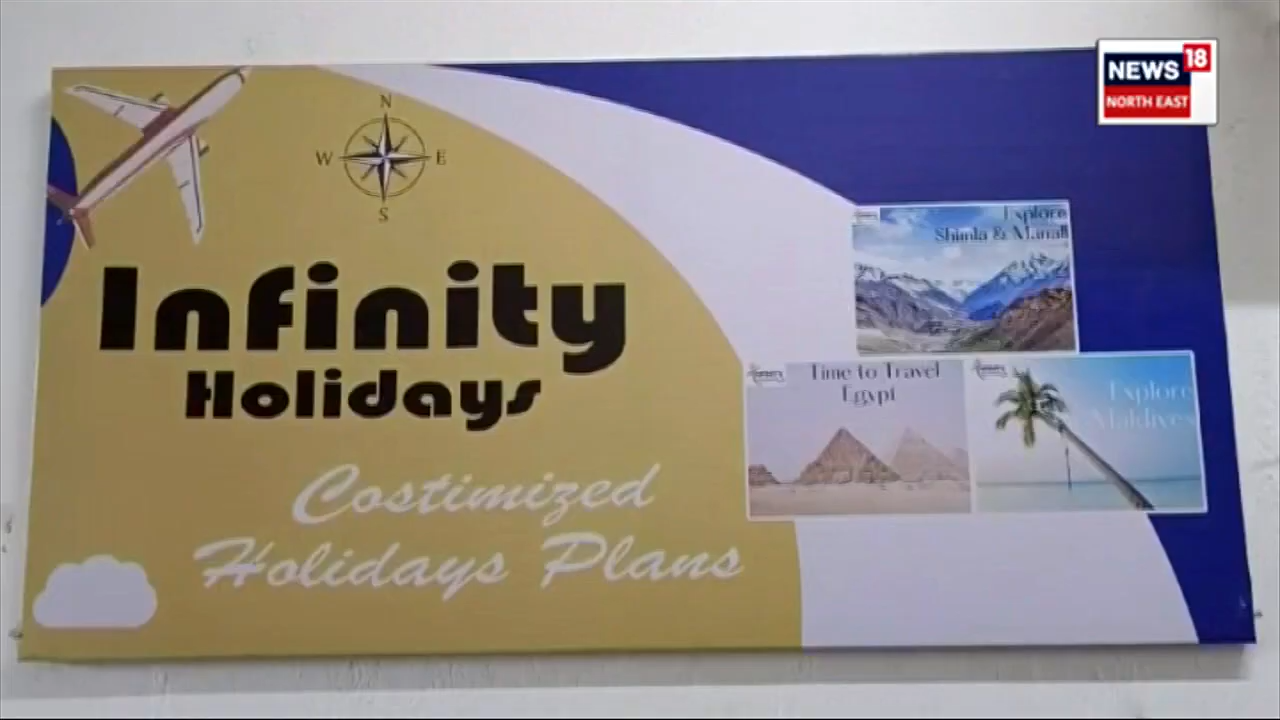 NEWS 18
NORTH EAST
N
W E
S
Infinity
Holidays
Costimized
Holidays Plans
Explore
Shimla & Manali
Time to Travel
Egypt
Explore
Maldives